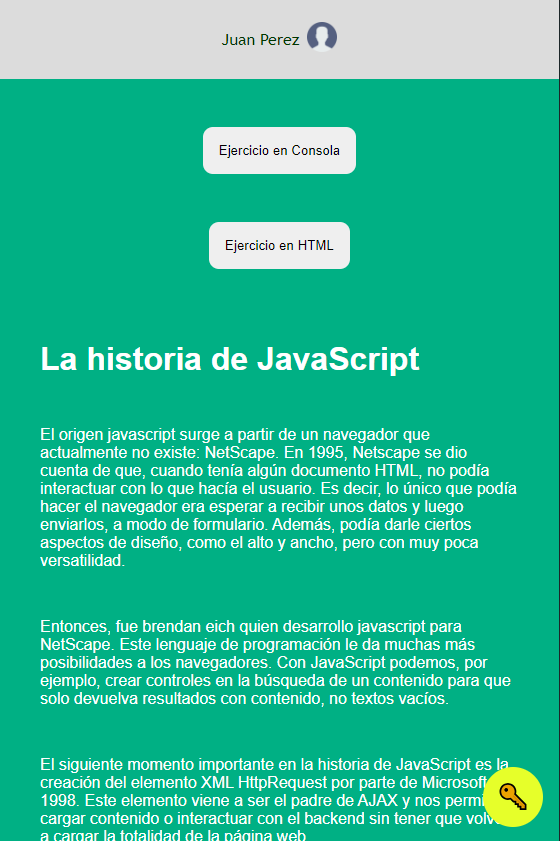 Juan Perez
Ejercicio en Consola
Ejercicio en HTML
La historia de JavaScript
El origen javascript surge a partir de un navegador que
actualmente no existe: NetScape. En 1995, Netscape se dio
cuenta de que, cuando tenía algún documento HTML, no podía
interactuar con lo que hacía el usuario. Es decir, lo único que podía
hacer el navegador era esperar a recibir unos datos y luego
enviarlos, a modo de formulario. Además, podía darle ciertos
aspectos de diseño, como el alto y ancho, pero con muy poca
versatilidad.
Entonces, fue brendan eich quien desarrollo javascript para
NetScape. Este lenguaje de programación le da muchas más
posibilidades a los navegadores. Con JavaScript podemos, por
ejemplo, crear controles en la búsqueda de un contenido para que
solo devuelva resultados con contenido, no textos vacíos.
El siguiente momento importante en la historia de JavaScript es la
creación del elemento XML HttpRequest por parte de Microsoft
1998. Este elemento viene a ser el padre de AJAX y nos
cargar contenido o interactuar con el backend sin tener que
a cargar la totalidad de la página web